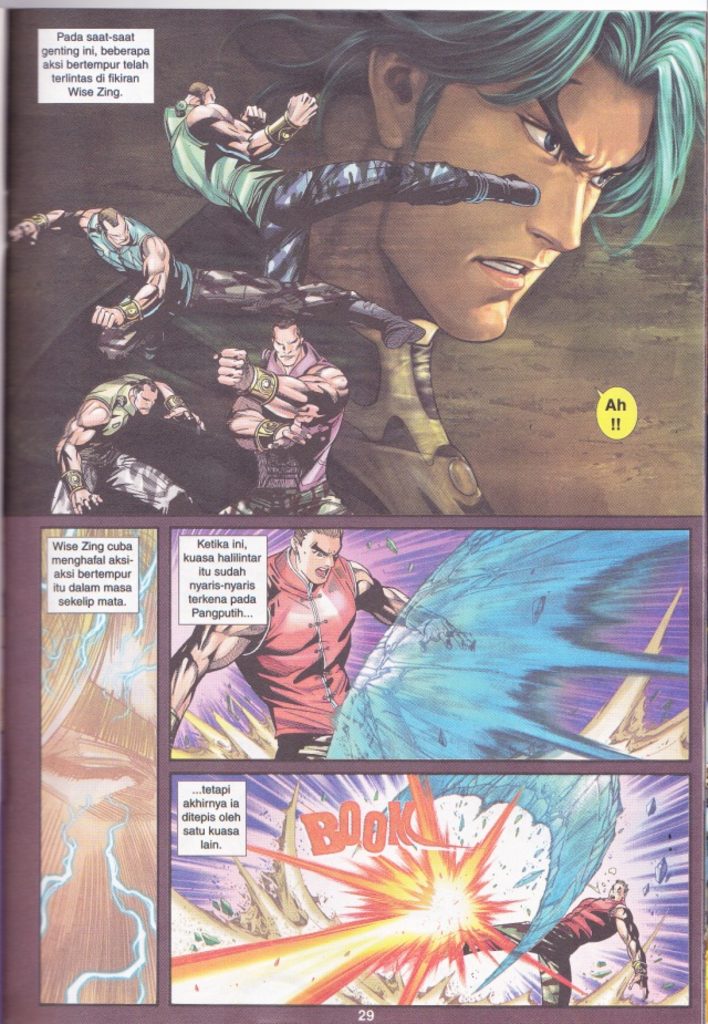 Pada saat-saat
genting ini, beberapa
aksi bertempur telah
terlintas di fikiran
Wise Zing.
Ah
!!
Wise Zing cuba
menghafal aksi-
aksi bertempur
itu dalam masa
sekelip mata.
Ketika ini,
kuasa halilintar
itu sudah
nyaris-nyaris
terkena pada
Pangputih...
...tetapi
akhirnya ia
ditepis oleh
satu kuasa
lain.
BOOM
29